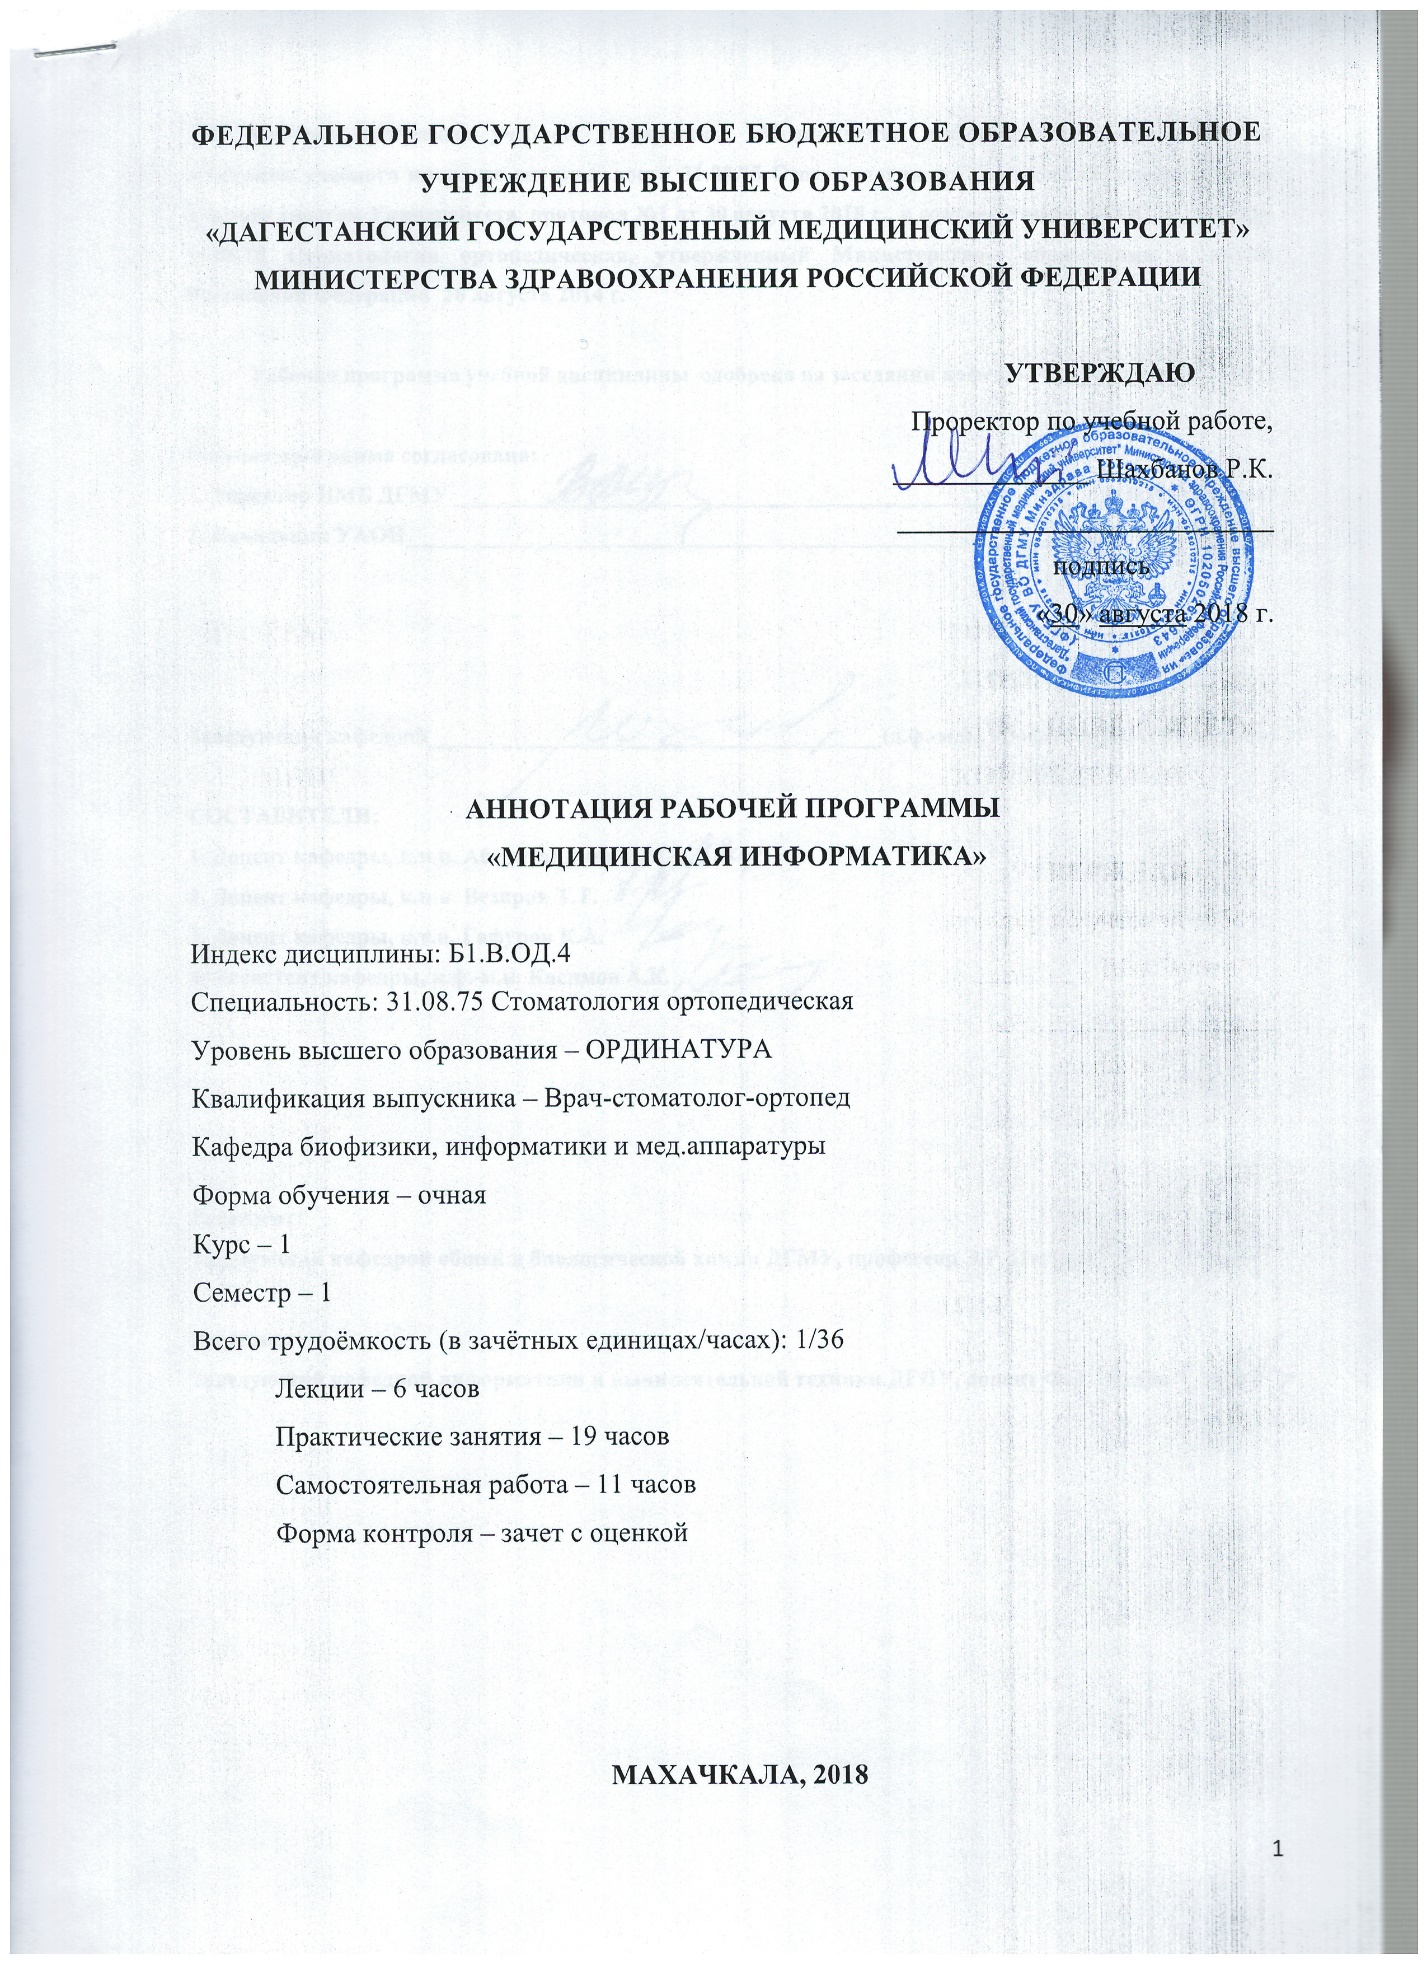 ФЕДЕРАЛЬНОЕ ГОСУДАРСТВЕННОЕ БЮДЖЕТНОЕ ОБРАЗОВАТЕЛЬНОЕ
УЧРЕЖДЕНИЕ ВЫСШЕГО ОБРАЗОВАНИЯ
«ДАГЕСТАНСКИЙ ГОСУДАРСТВЕННЫЙ МЕДИЦИНСКИЙ УНИВЕРСИТЕТ»
МИНИСТЕРСТВА ЗДРАВООХРАНЕНИЯ РОССИЙСКОЙ ФЕДЕРАЦИИ
УТВЕРЖДАЮ
Проректор по учебной работе,
Шахбанов Р.К.
подпись
«30» августа 2018 г.
АННОТАЦИЯ РАБОЧЕЙ ПРОГРАММЫ
«МЕДИЦИНСКАЯ ИНФОРМАТИКА»
Индекс дисциплины: Б1.В.ОД.4
Специальность: 31.08.75 Стоматология ортопедическая
Уровень высшего образования – ОРДИНАТУРА
Квалификация выпускника – Врач-стоматолог-ортопед
Кафедра биофизики, информатики и мед.аппаратуры
Форма обучения – очная
Курс – 1
Семестр – 1
Всего трудоёмкость (в зачётных единицах/часах): 1/36
Лекции – 6 часов
Практические занятия – 19 часов
Самостоятельная работа – 11 часов
Форма контроля – зачет с оценкой
МАХАЧКАЛА, 2018
1